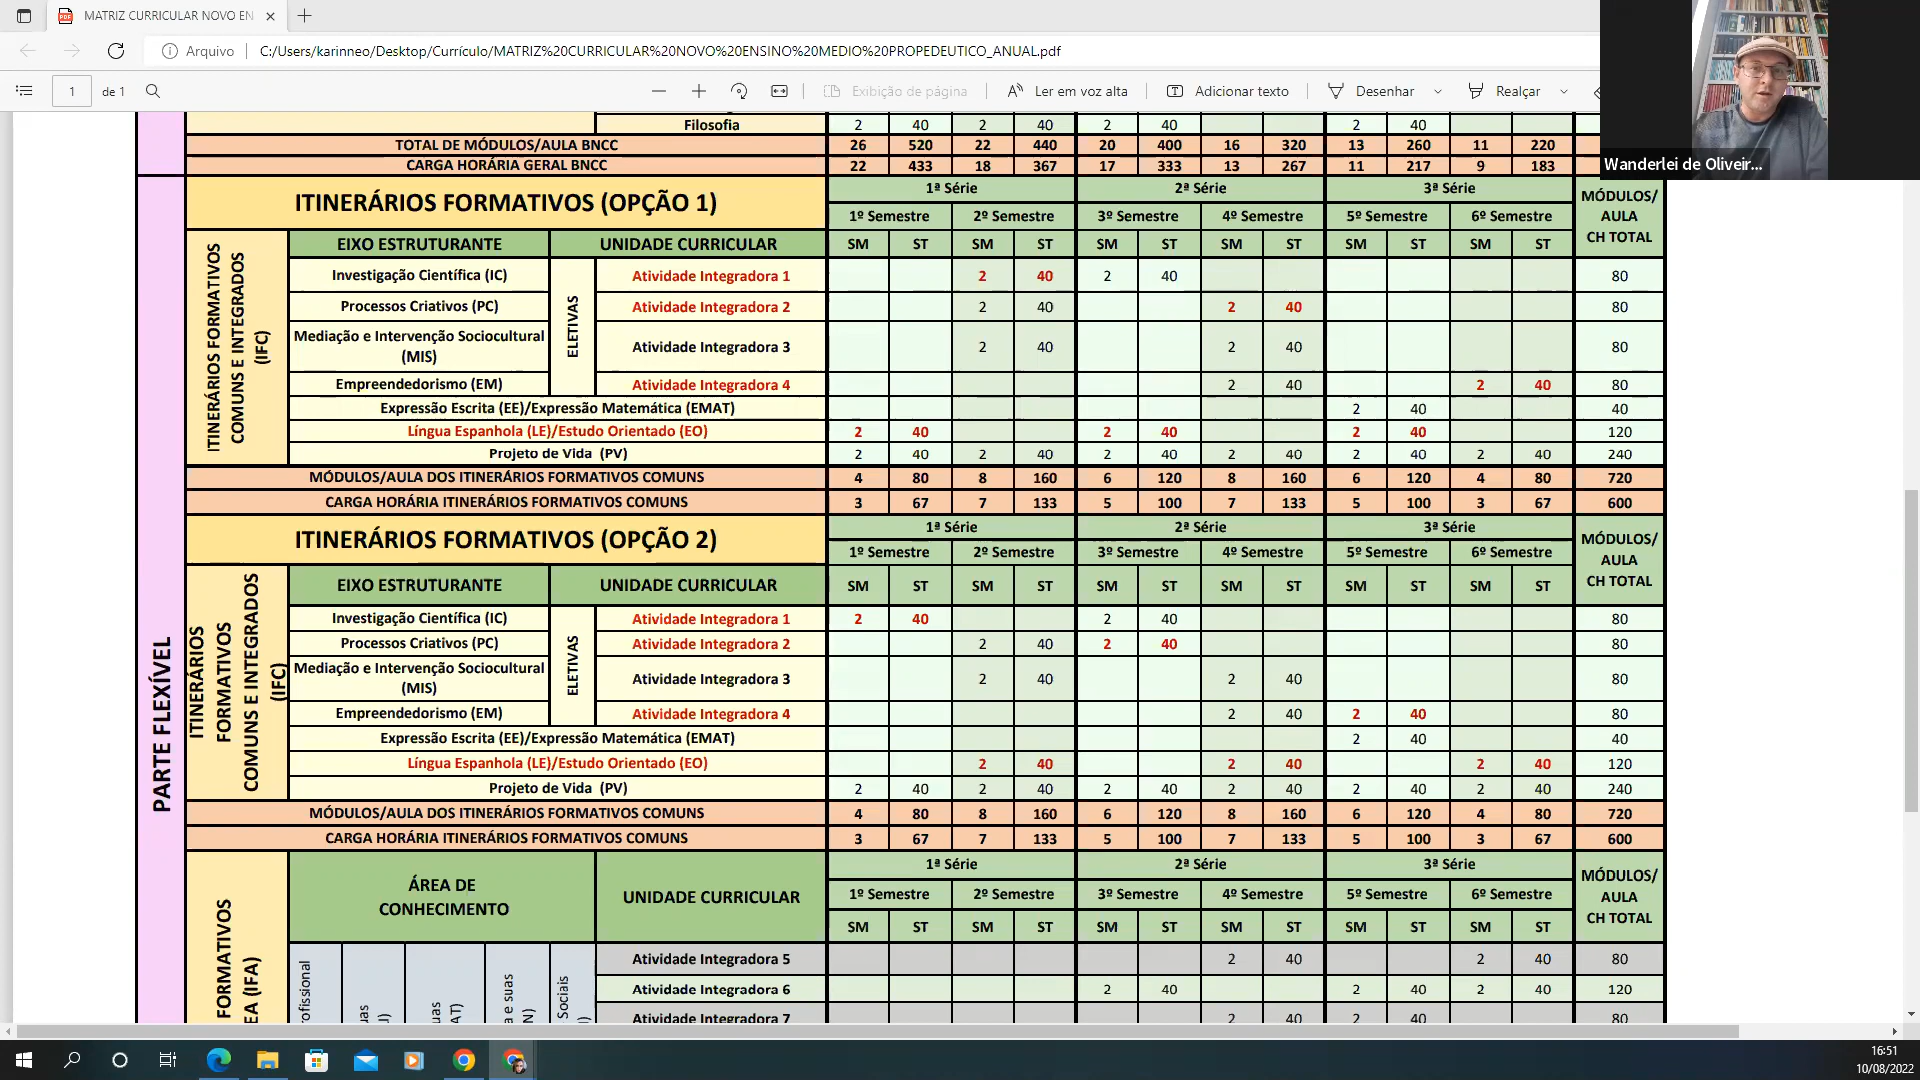 MATRIZ CURRICULAR NOVO EN
Arquivo C:/Users/karinneo/Desktop/Currículo/MATRIZ%20CURRICULAR%20NOVO%20ENSINO%20MEDIO%20PROPEDEUTICO_ANUAL.pdf
1 de 1 Exibição de página Ler em voz alta Adicionar texto Desenhar Realçar
Wanderlei de Oliveir...
Filosofia 2 40 2 40 2 40 2 40
TOTAL DE MÓDULOS/AULA BNCC 26 520 22 440 20 400 16 320 13 260 11 220
CARGA HORÁRIA GERAL BNCC 22 433 18 367 17 333 13 267 11 217 9 183
PARTE FLEXÍVEL
ITINERÁRIOS FORMATIVOS (OPÇÃO 1) 1ª Série 2ª Série 3ª Série MÓDULOS/ AULA CH TOTAL
1º Semestre 2º Semestre 3º Semestre 4º Semestre 5º Semestre 6º Semestre
ITINERÁRIOS FORMATIVOS COMUNS E INTEGRADOS (IFC)
EIXO ESTRUTURANTE UNIDADE CURRICULAR SM ST SM ST SM ST SM ST SM ST SM ST
ELETIVAS
Investigação Científica (IC) Atividade Integradora 1 2 40 2 40 80
Processos Criativos (PC) Atividade Integradora 2 2 40 2 40 80
Mediação e Intervenção Sociocultural (MIS) Atividade Integradora 3 2 40 2 40 80
Empreendedorismo (EM) Atividade Integradora 4 2 40 2 40 80
Expressão Escrita (EE)/Expressão Matemática (EMAT) 2 40 40
Língua Espanhola (LE)/Estudo Orientado (EO) 2 40 2 40 2 40 120
Projeto de Vida (PV) 2 40 2 40 2 40 2 40 2 40 2 40 240
MÓDULOS/AULA DOS ITINERÁRIOS FORMATIVOS COMUNS 4 80 8 160 6 120 8 160 6 120 4 80 720
CARGA HORÁRIA ITINERÁRIOS FORMATIVOS COMUNS 3 67 7 133 5 100 7 133 5 100 3 67 600
ITINERÁRIOS FORMATIVOS (OPÇÃO 2) 1ª Série 2ª Série 3ª Série MÓDULOS/ AULA CH TOTAL
1º Semestre 2º Semestre 3º Semestre 4º Semestre 5º Semestre 6º Semestre
ITINERÁRIOS FORMATIVOS COMUNS E INTEGRADOS (IFC)
EIXO ESTRUTURANTE UNIDADE CURRICULAR SM ST SM ST SM ST SM ST SM ST SM ST
ELETIVAS
Investigação Científica (IC) Atividade Integradora 1 2 40 2 40 80
Processos Criativos (PC) Atividade Integradora 2 2 40 2 40 80
Mediação e Intervenção Sociocultural (MIS) Atividade Integradora 3 2 40 2 40 80
Empreendedorismo (EM) Atividade Integradora 4 2 40 2 40 80
Expressão Escrita (EE)/Expressão Matemática (EMAT) 2 40 40
Língua Espanhola (LE)/Estudo Orientado (EO) 2 40 2 40 2 40 120
Projeto de Vida (PV) 2 40 2 40 2 40 2 40 2 40 2 40 240
MÓDULOS/AULA DOS ITINERÁRIOS FORMATIVOS COMUNS 4 80 8 160 6 120 8 160 6 120 4 80 720
CARGA HORÁRIA ITINERÁRIOS FORMATIVOS COMUNS 3 67 7 133 5 100 7 133 5 100 3 67 600
ÁREA DE CONHECIMENTO UNIDADE CURRICULAR 1ª Série 2ª Série 3ª Série MÓDULOS/ AULA CH TOTAL
1º Semestre 2º Semestre 3º Semestre 4º Semestre 5º Semestre 6º Semestre
SM ST SM ST SM ST SM ST SM ST SM ST
FORMATIVOS
EA (IFA)
ofissional
uas
uas
AT)
a e suas
N)
Sociais
Atividade Integradora 5 2 40 2 40 80
Atividade Integradora 6 2 40 2 40 2 40 120
Atividade Integradora 7 2 40 2 40 80
16:51
10/08/2022